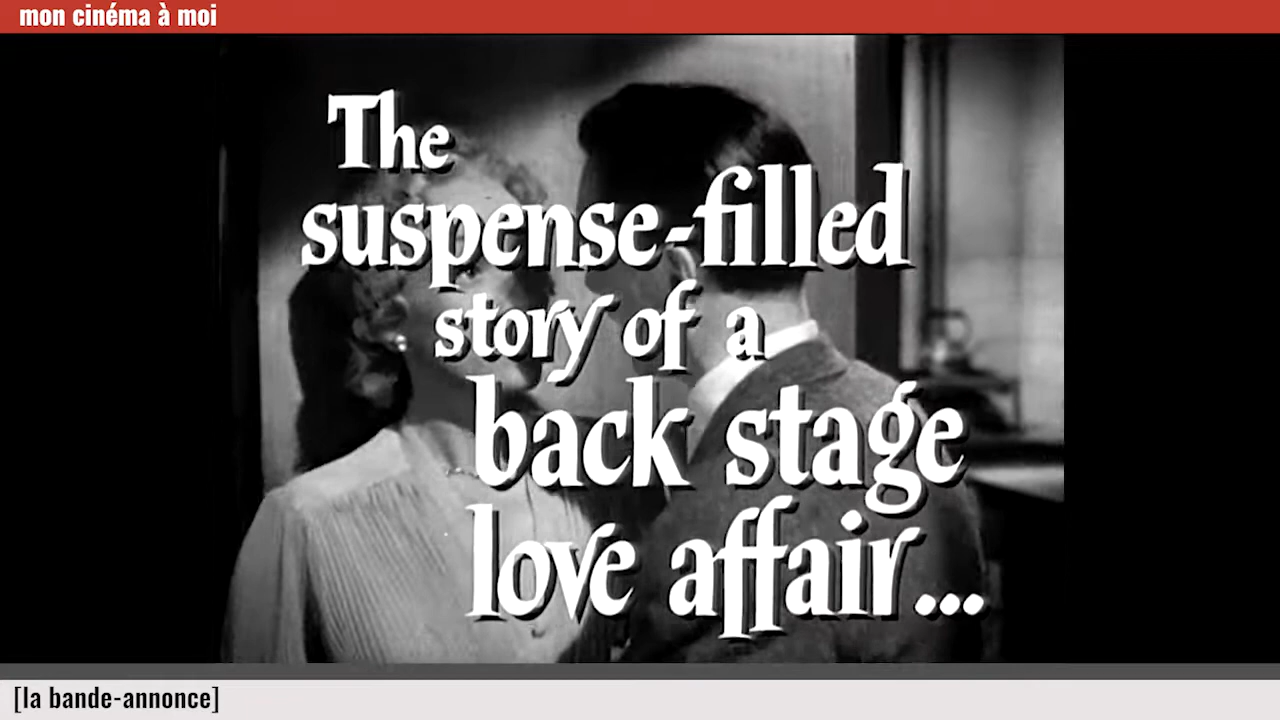 mon cinéma à moi
The
suspense-filled
story of a
back stage
love affair...
[la bande-annonce]